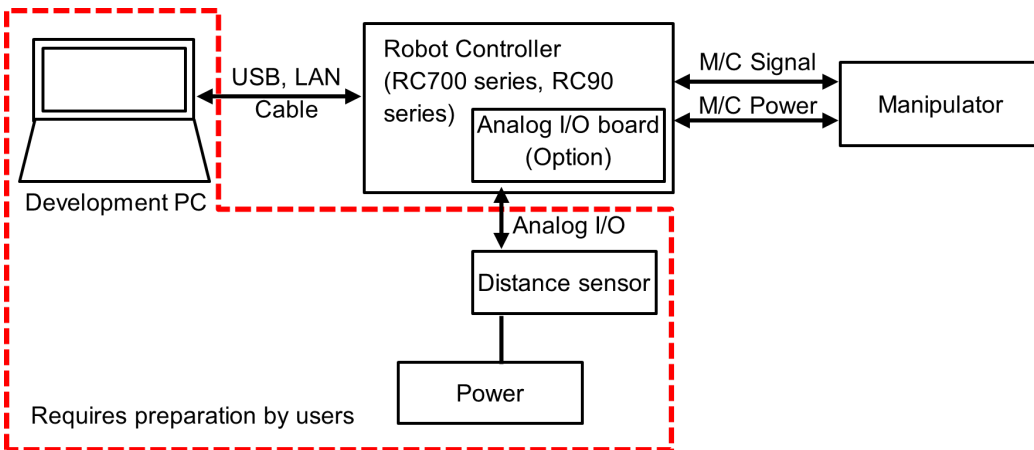 Robot Controller
(RC700 series, RC90
series)
USB, LAN
Cable
Analog I/O board
(Option)
M/C Signal
M/C Power
Manipulator
Development PC
Analog I/O
Distance sensor
Power
Requires preparation by users